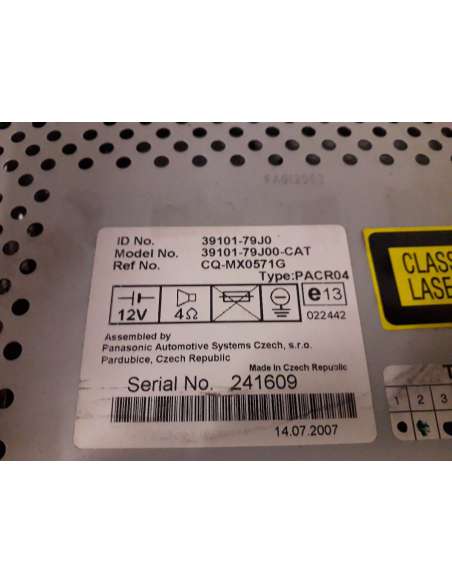 ID No. 39101-79J0
Model No. 39101-79J00-CAT
Ref No. CQ-MX0571G
Type:PACR04
12V 4Ω e13
022442
Assembled by
Panasonic Automotive Systems Czech, s.r.o.
Pardubice, Czech Republic
Made in Czech Republic
Serial No. 241609
14.07.2007
CLASS
LASE
T
1 2 3